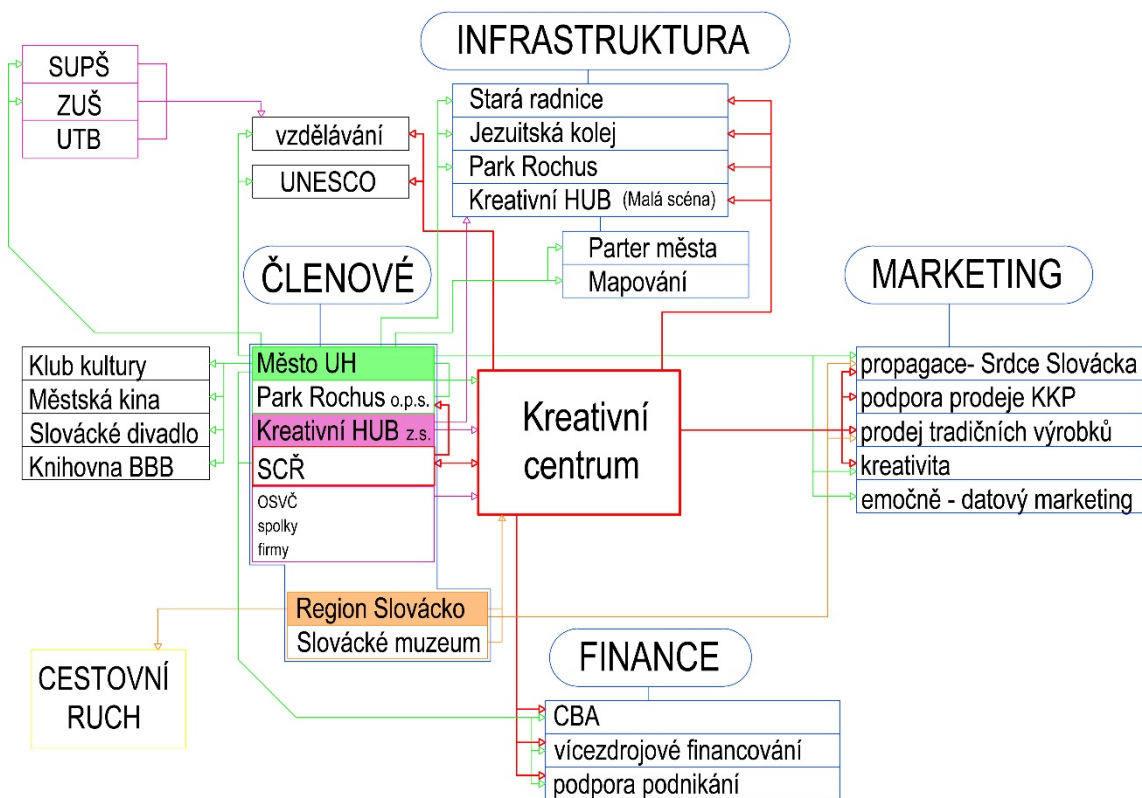 INFRASTRUKTURA
SUPŠ
ZUŠ
UTB
Stará radnice
Jezuitská kolej
Park Rochus
Kreativní HUB (Malá scéna)
vzdělávání
UNESCO
Parter města
Mapování
ČLENOVÉ
MARKETING
Klub kultury
Městská kina
Slovácké divadlo
Knihovna BBB
Město UH
Park Rochus o.p.s.
Kreativní HUB z.s.
SCŘ
OSVČ
spolky
firmy
Kreativní
centrum
propagace- Srdce Slovácka
podpora prodeje KKP
prodej tradičních výrobků
kreativita
emočně - datový marketing
Region Slovácko
Slovácké muzeum
CESTOVNÍ
RUCH
FINANCE
CBA
vícezdrojové financování
podpora podnikání